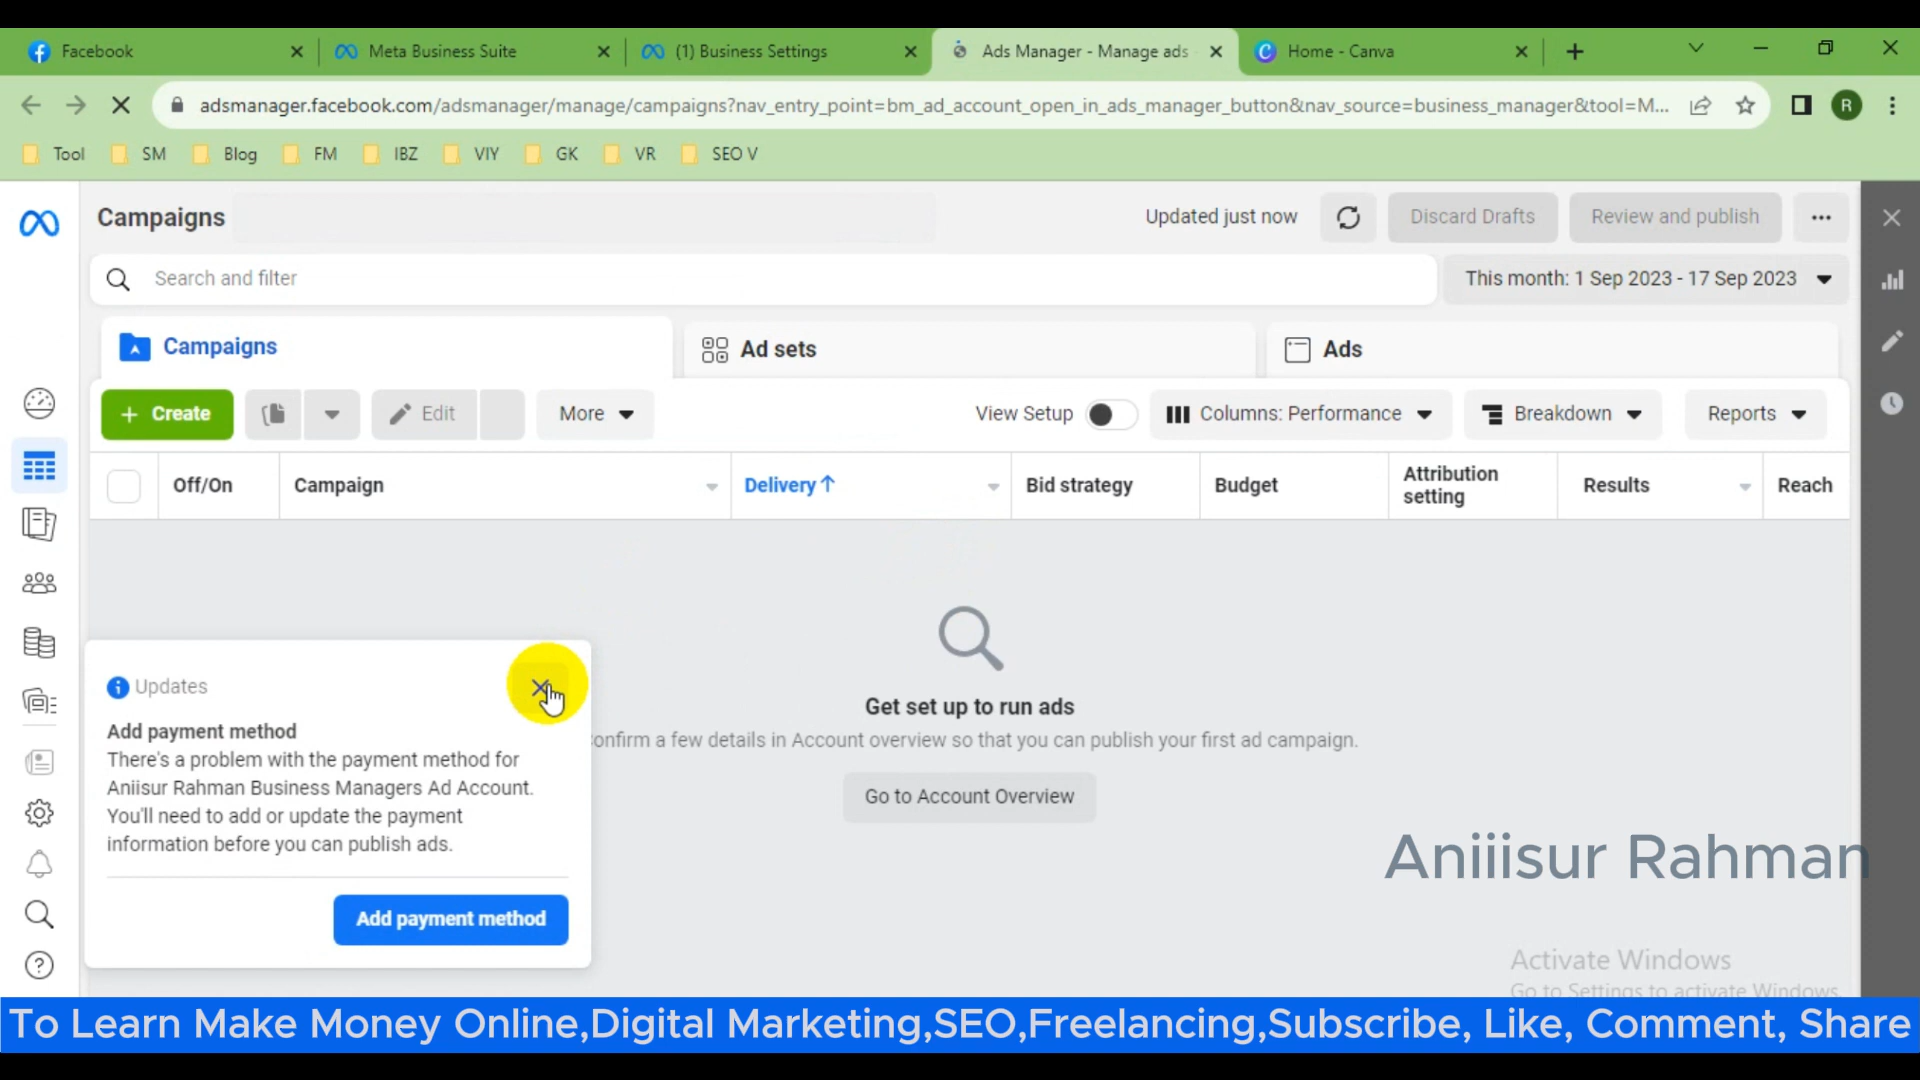 Facebook
Meta Business Suite
(1) Business Settings
Ads Manager - Manage ads
Home - Canva
adsmanager.facebook.com/adsmanager/manage/campaigns?nav_entry_point=bm_ad_account_open_in_ads_manager_button&nav_source=business_manager&tool=M...
R
Tool SM Blog FM IBZ VIY GK VR SEO V
Campaigns
Updated just now
Discard Drafts
Review and publish
Search and filter
This month: 1 Sep 2023 - 17 Sep 2023
Campaigns
Ad sets
Ads
+ Create
Edit
More
View Setup
Columns: Performance
Breakdown
Reports
Off/On
Campaign
Delivery ↑
Bid strategy
Budget
Attribution
setting
Results
Reach
Get set up to run ads
onfirm a few details in Account overview so that you can publish your first ad campaign.
Go to Account Overview
Updates
Add payment method
There's a problem with the payment method for
Aniisur Rahman Business Managers Ad Account.
You'll need to add or update the payment
information before you can publish ads.
Add payment method
Aniiisur Rahman
Activate Windows
Go to Settings to activate Windows.
To Learn Make Money Online,Digital Marketing,SEO,Freelancing,Subscribe, Like, Comment, Share